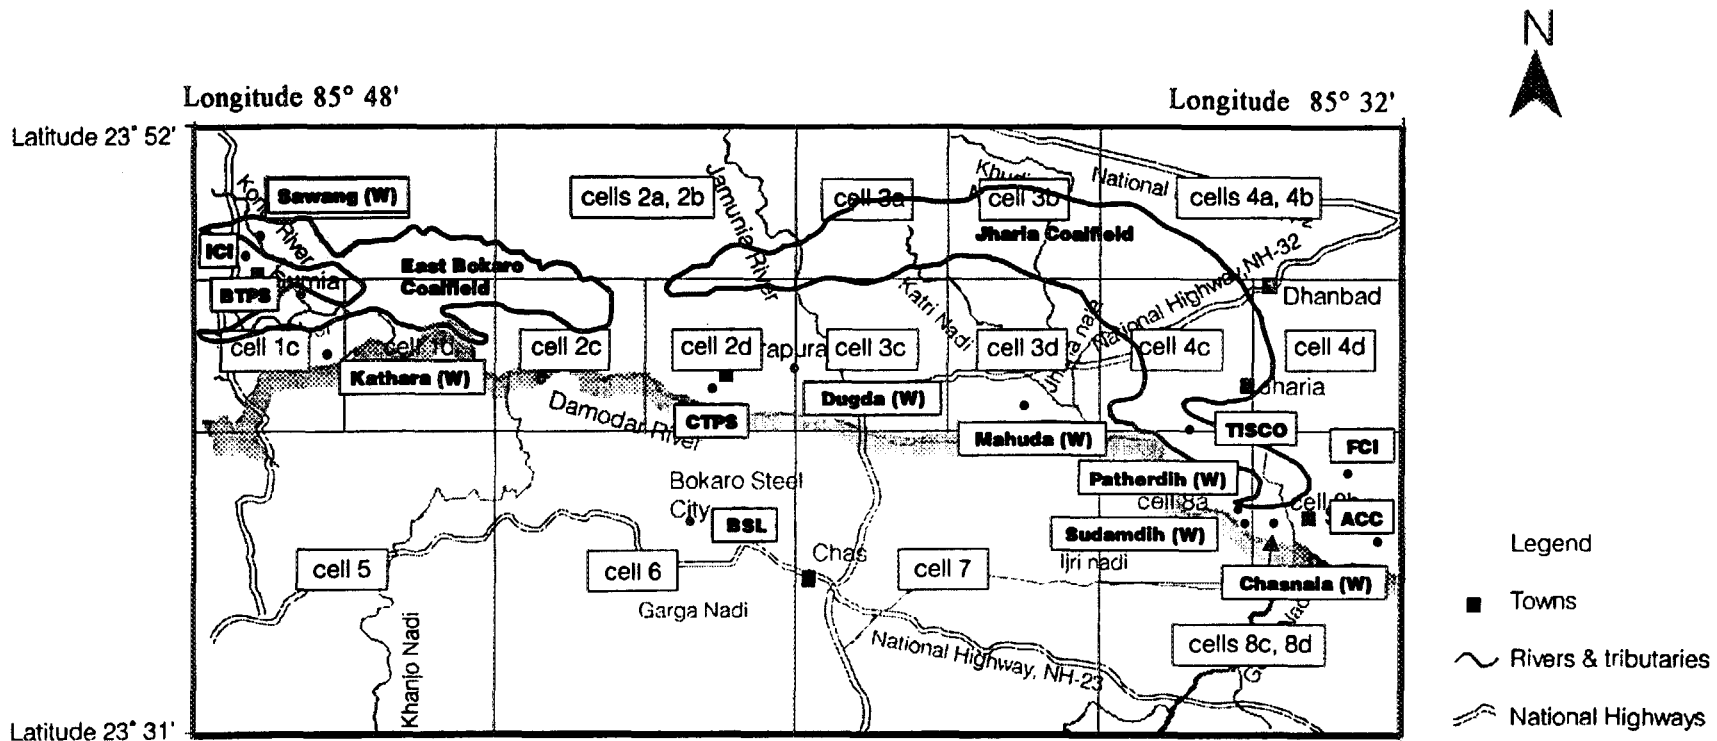 N
Longitude 85° 48'
Longitude 85° 32'
Latitude 23° 52'
Sawang (W)
cells 2a, 2b
cell 3a
cell 3b
National
cells 4a, 4b
River
Jamunia River
ICI
East Bokaro
Coalfield
Jharia Coalfield
BTPS
Katri Nadi
National Highway, NH-32
Dhanbad
cell 1c
cell 2c
cell 2d
cell 3c
cell 3d
cell 4c
cell 4d
Kathara (W)
Damodar River
CTPS
Dugda (W)
Jharia
Mahuda (W)
TISCO
FCI
Patherdih (W)
cell 8a
Bokaro Steel
City
BSL
ACC
Sudamdih (W)
Ijri nadi
Chas
cell 5
cell 6
cell 7
Chasnala (W)
Garga Nadi
Khanjo Nadi
National Highway, NH-23
cells 8c, 8d
Latitude 23° 31'
Legend
Towns
Rivers & tributaries
National Highways